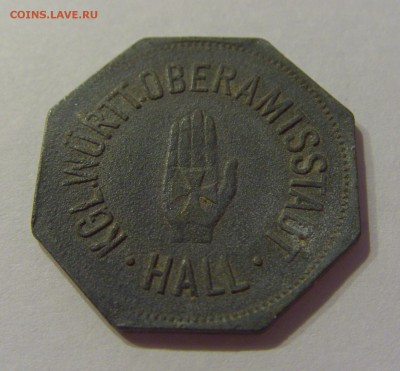 COINS.LAVE.RU
KGL.WÜRTT.OBERAMTSSTADT.
· HALL ·